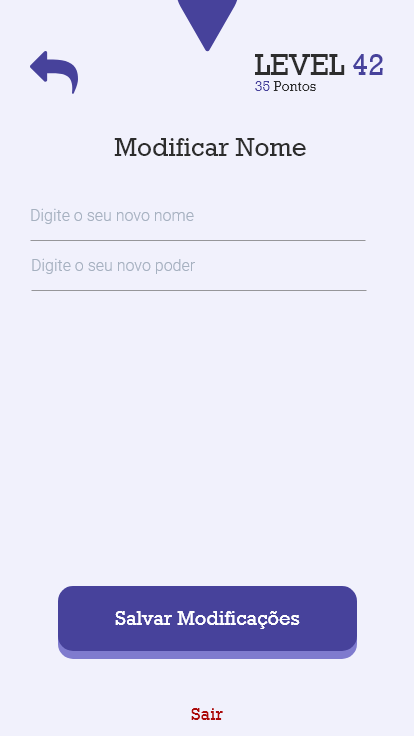 LEVEL 42
35 Pontos
Modificar Nome
Digite o seu novo nome
Digite o seu novo poder
Salvar Modificações
Sair